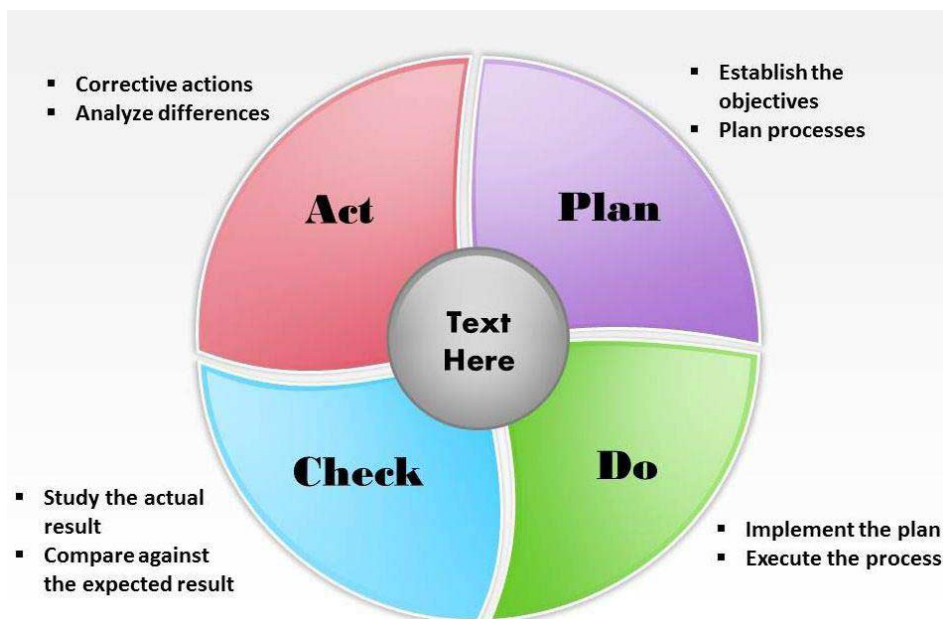 ▪ Corrective actions
▪ Analyze differences
▪ Establish the
objectives
▪ Plan processes
Act
Plan
Text
Here
Check
Do
▪ Study the actual
result
▪ Compare against
the expected result
▪ Implement the plan
▪ Execute the process